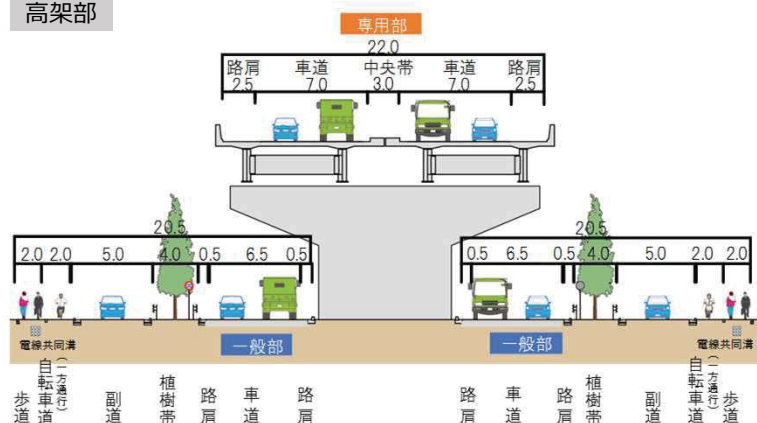 高架部
専用部
22.0
路肩 車道 中央帯 車道 路肩
2.5 7.0 3.0 7.0 2.5
20.5
2.0 2.0 5.0 4.0 0.5 6.5 0.5
20.5
0.5 6.5 0.5 4.0 5.0 2.0 2.0
電線共同溝
一般部
一般部
電線共同溝
歩道
自転車道
(一方通行)
副道
植樹帯
路肩
車道
路肩
路肩
車道
路肩
植樹帯
副道
自転車道
(一方通行)
歩道